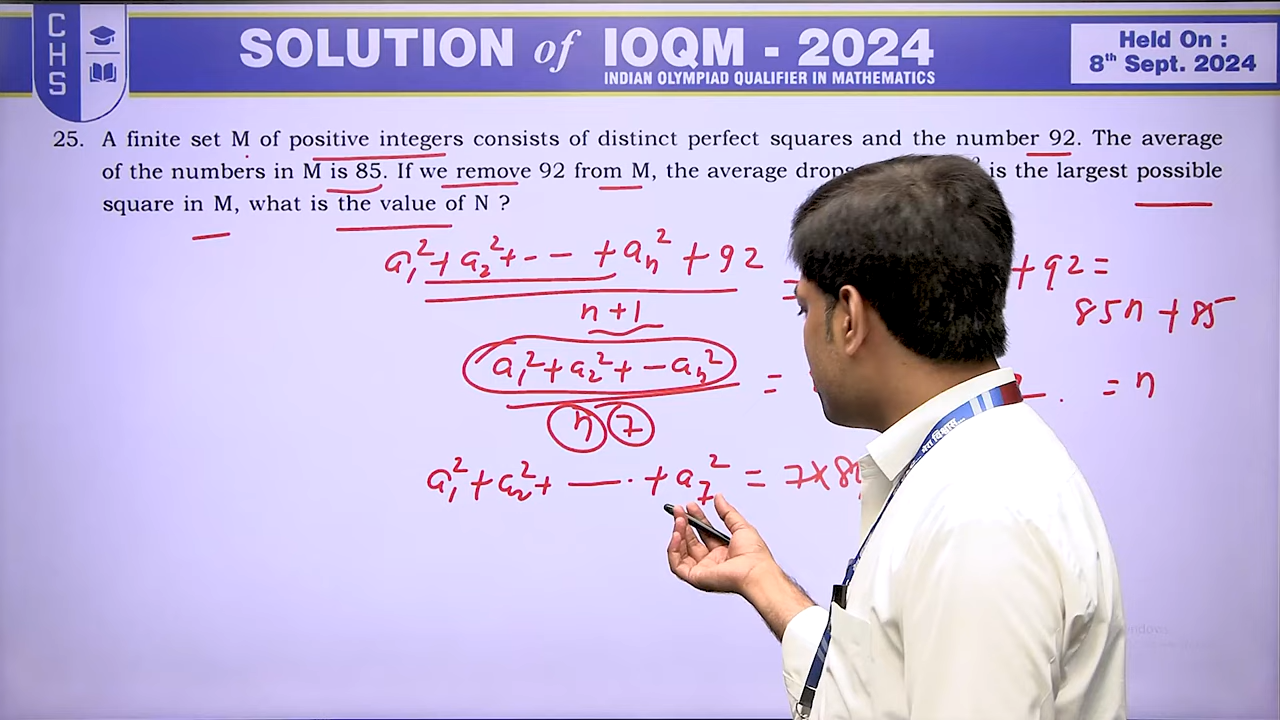 CHS
SOLUTION of IOQM - 2024
INDIAN OLYMPIAD QUALIFIER IN MATHEMATICS
Held On :
8th Sept. 2024
25. A finite set M of positive integers consists of distinct perfect squares and the number 92. The average
of the numbers in M is 85. If we remove 92 from M, the average drops is the largest possible
square in M, what is the value of N ?
a₁² + a₂² + - - + aₙ² + 92 = + 92 =
n + 1
85n + 85
a₁² + a₂² + - aₙ² = = n
n 7
a₁² + a₂² + — . + a₇² = 7×8